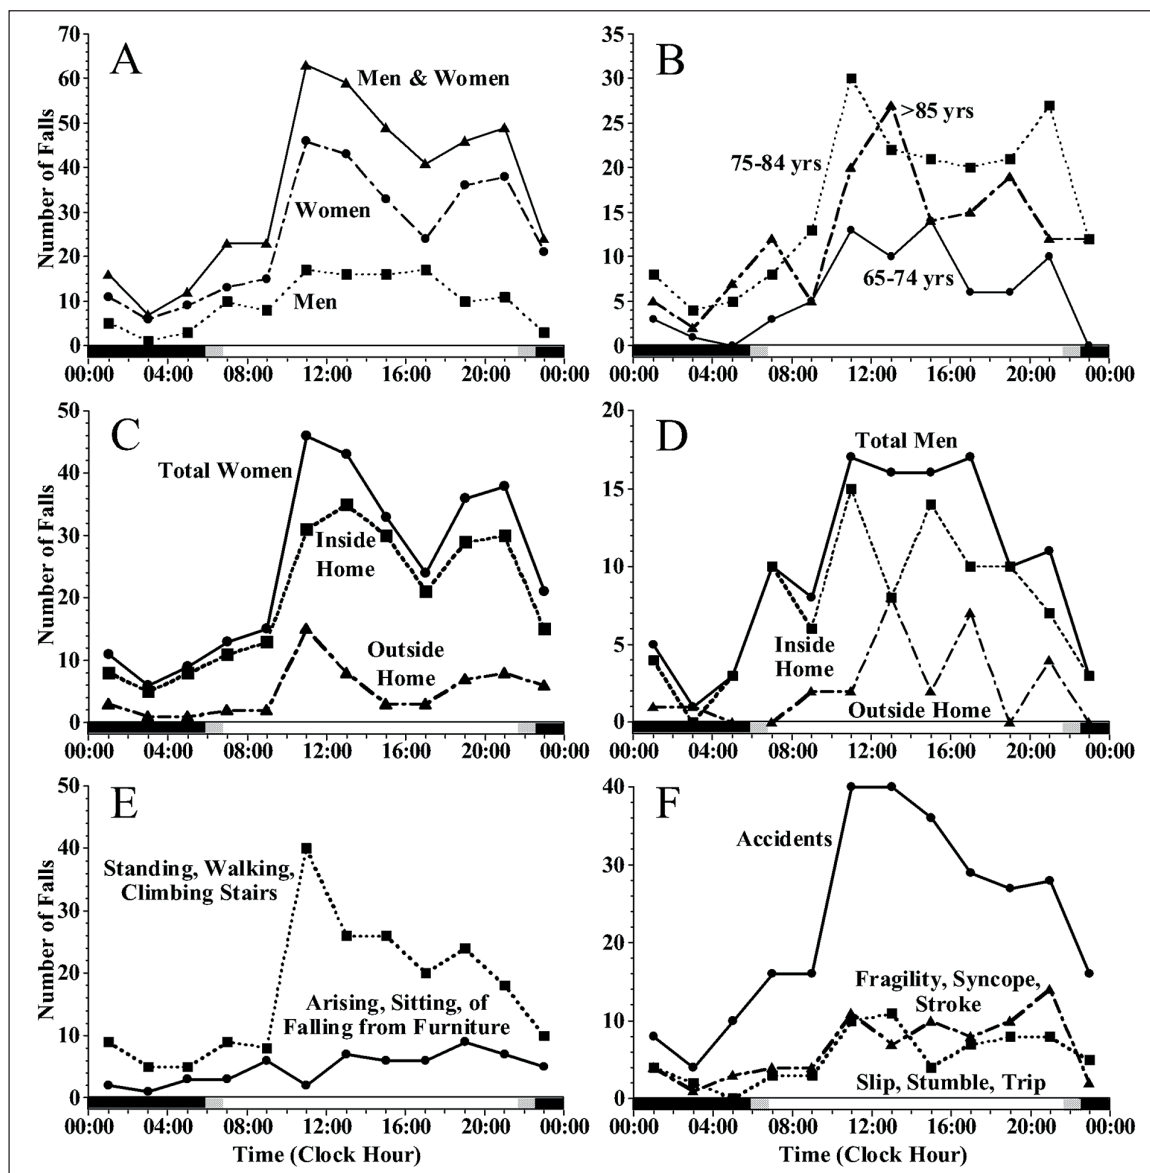 A
Number of Falls
70
60
50
40
30
20
10
0
Men & Women
Women
Men
00:00 04:00 08:00 12:00 16:00 20:00 00:00
B
35
30
25
20
15
10
5
0
>85 yrs
75-84 yrs
65-74 yrs
00:00 04:00 08:00 12:00 16:00 20:00 00:00
C
Number of Falls
50
40
30
20
10
0
Total Women
Inside
Home
Outside
Home
00:00 04:00 08:00 12:00 16:00 20:00 00:00
D
20
15
10
5
0
Total Men
Inside
Home
Outside Home
00:00 04:00 08:00 12:00 16:00 20:00 00:00
E
Number of Falls
50
40
30
20
10
0
Standing, Walking,
Climbing Stairs
Arising, Sitting, of
Falling from Furniture
00:00 04:00 08:00 12:00 16:00 20:00 00:00
Time (Clock Hour)
F
40
30
20
10
0
Accidents
Fragility, Syncope,
Stroke
Slip, Stumble, Trip
00:00 04:00 08:00 12:00 16:00 20:00 00:00
Time (Clock Hour)